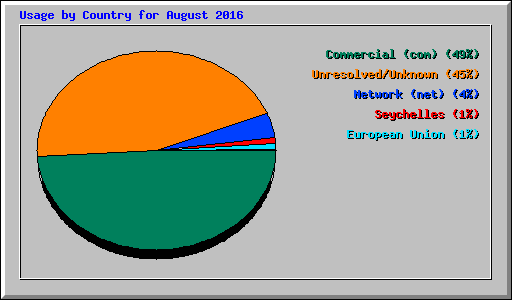 Usage by Country for August 2016
Commercial (com) (49%)
Unresolved/Unknown (45%)
Network (net) (4%)
Seychelles (1%)
European Union (1%)